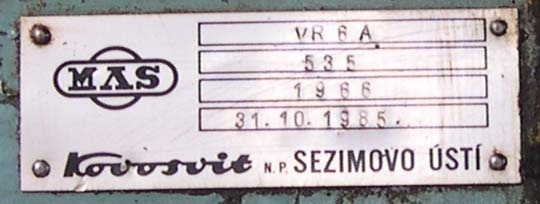 MAS
VR 6 A
535
1966
31.10.1985.
Kovosvit N.P. SEZIMOVO ÚSTÍ